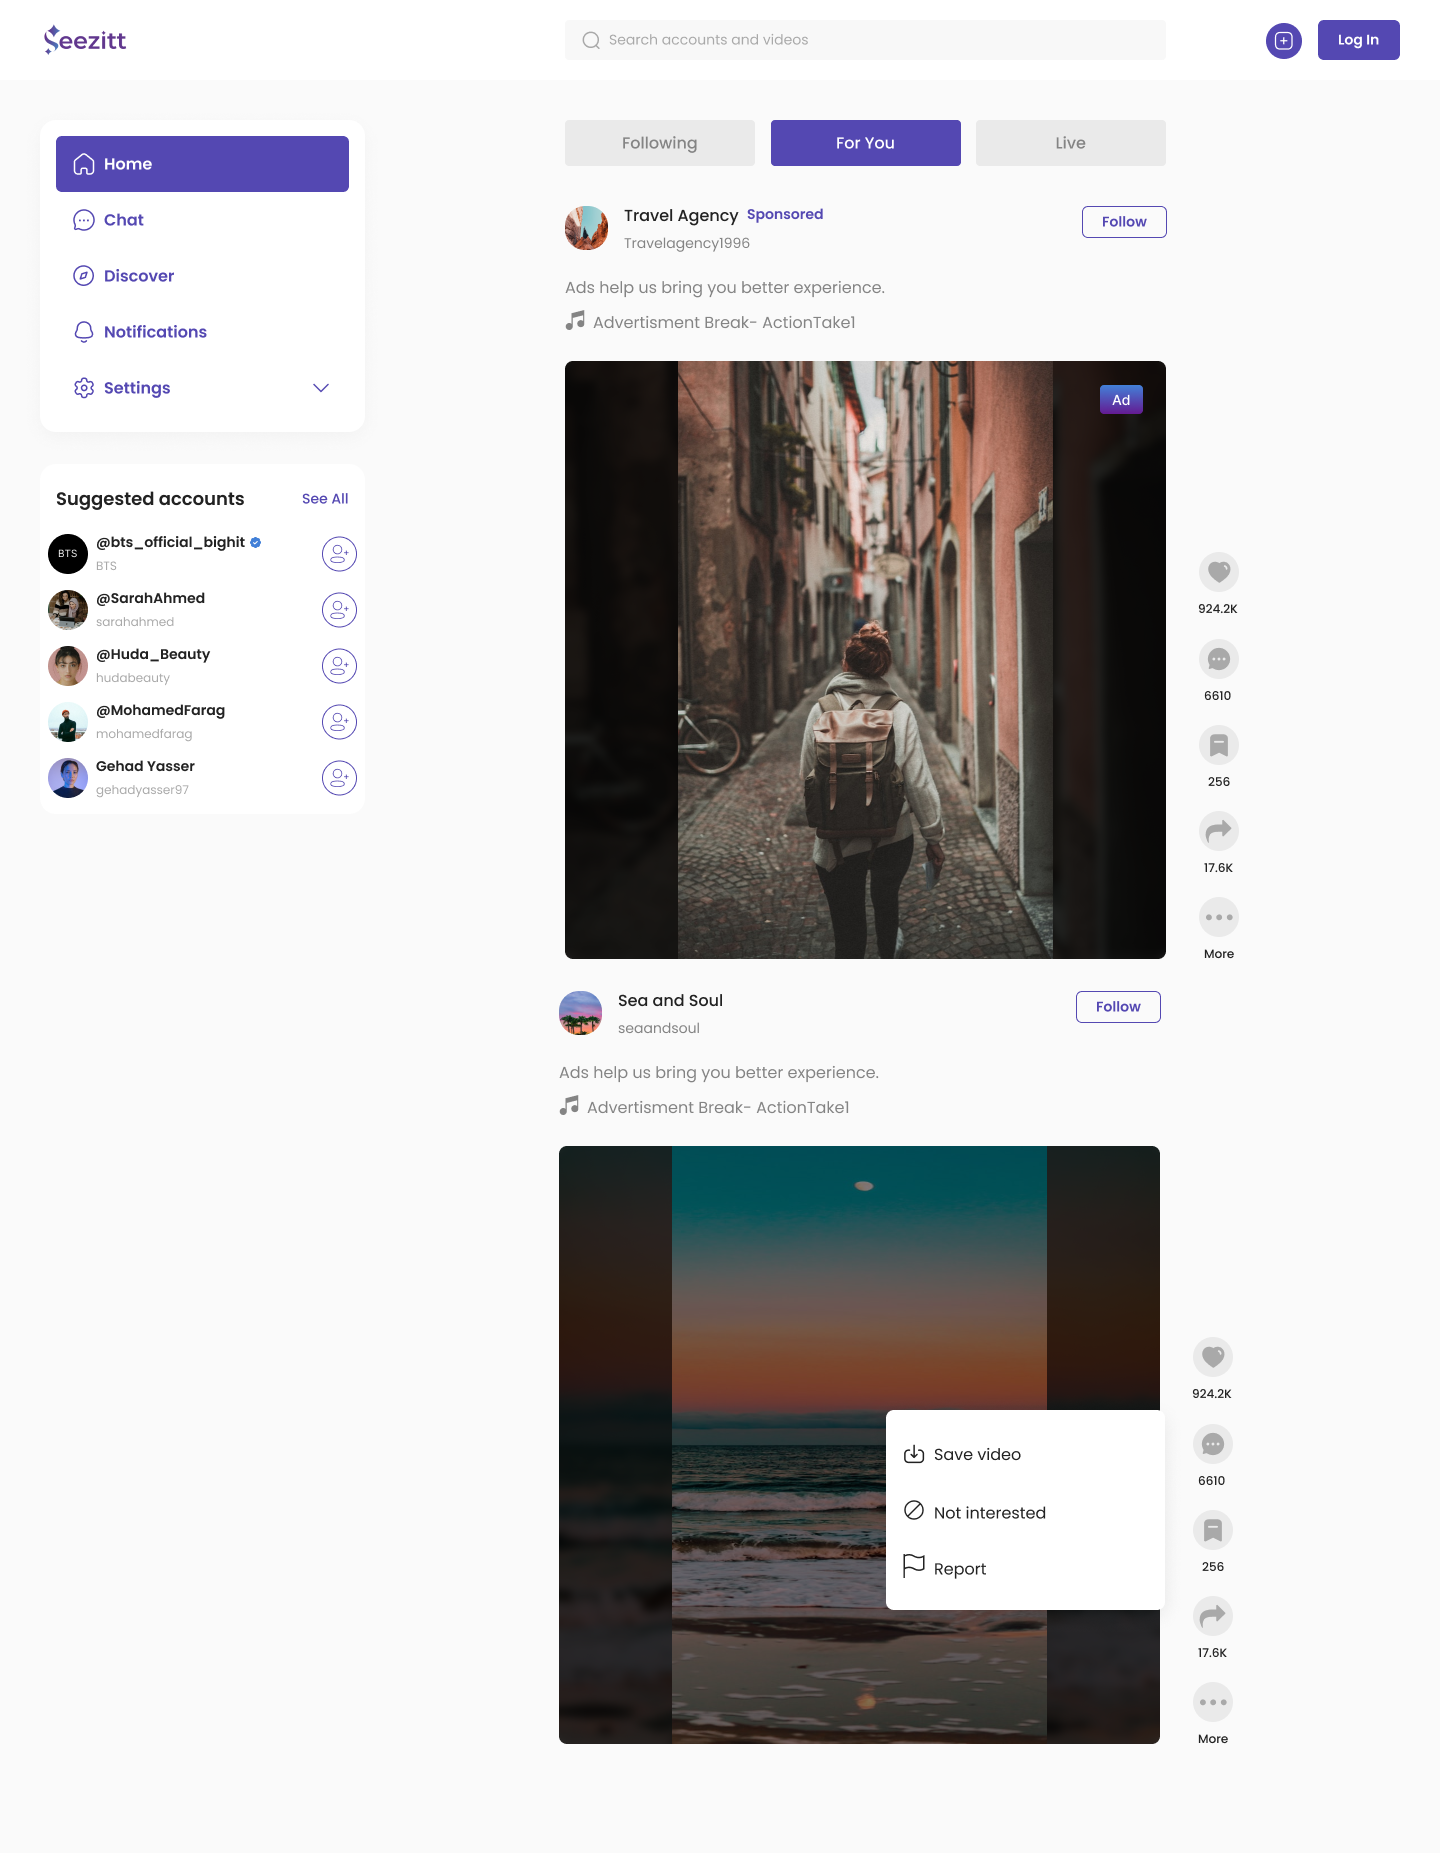 Seezitt
Search accounts and videos
Log In
Home
Chat
Discover
Notifications
Settings
Suggested accounts
See All
BTS
@bts_official_bighit
BTS
@SarahAhmed
sarahahmed
@Huda_Beauty
hudabeauty
@MohamedFarag
mohamedfarag
Gehad Yasser
gehadyasser97
Following
For You
Live
Travel Agency Sponsored
Travelagency1996
Follow
Ads help us bring you better experience.
Advertisment Break- ActionTake1
Ad
924.2K
6610
256
17.6K
More
Sea and Soul
seaandsoul
Follow
Ads help us bring you better experience.
Advertisment Break- ActionTake1
Save video
Not interested
Report
924.2K
6610
256
17.6K
More